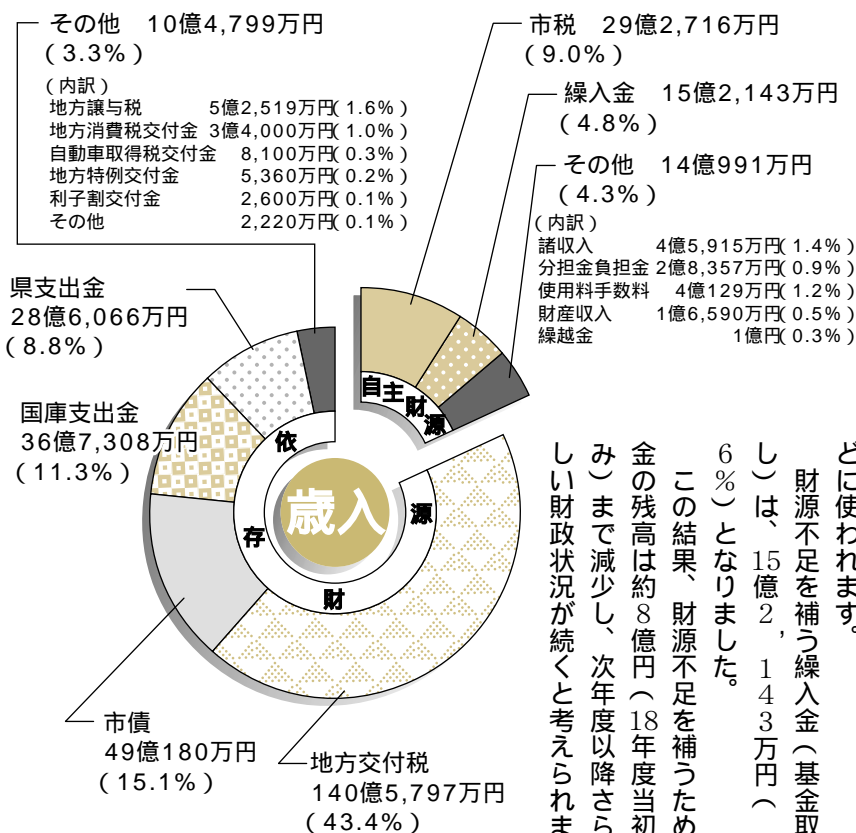 その他 10億4,799万円
(3.3%)
(内訳)
地方譲与税 5億2,519万円(1.6%)
地方消費税交付金 3億4,000万円(1.0%)
自動車取得税交付金 8,100万円(0.3%)
地方特例交付金 5,360万円(0.2%)
利子割交付金 2,600万円(0.1%)
その他 2,220万円(0.1%)
市税 29億2,716万円
(9.0%)
繰入金 15億2,143万円
(4.8%)
その他 14億991万円
(4.3%)
(内訳)
諸収入 4億5,915万円(1.4%)
分担金負担金 2億8,357万円(0.9%)
使用料手数料 4億129万円(1.2%)
財産収入 1億6,590万円(0.5%)
繰越金 1億円(0.3%)
県支出金
28億6,066万円
(8.8%)
国庫支出金
36億7,308万円
(11.3%)
市債
49億180万円
(15.1%)
地方交付税
140億5,797万円
(43.4%)
自主財源
依存財源
歳入
どに使われます。
財源不足を補う繰入金(基金取
し)は、15億2,143万円(
6%)となりました。
この結果、財源不足を補うため
金の残高は約8億円(18年度当初
み)まで減少し、次年度以降さら
しい財政状況が続くと考えられま